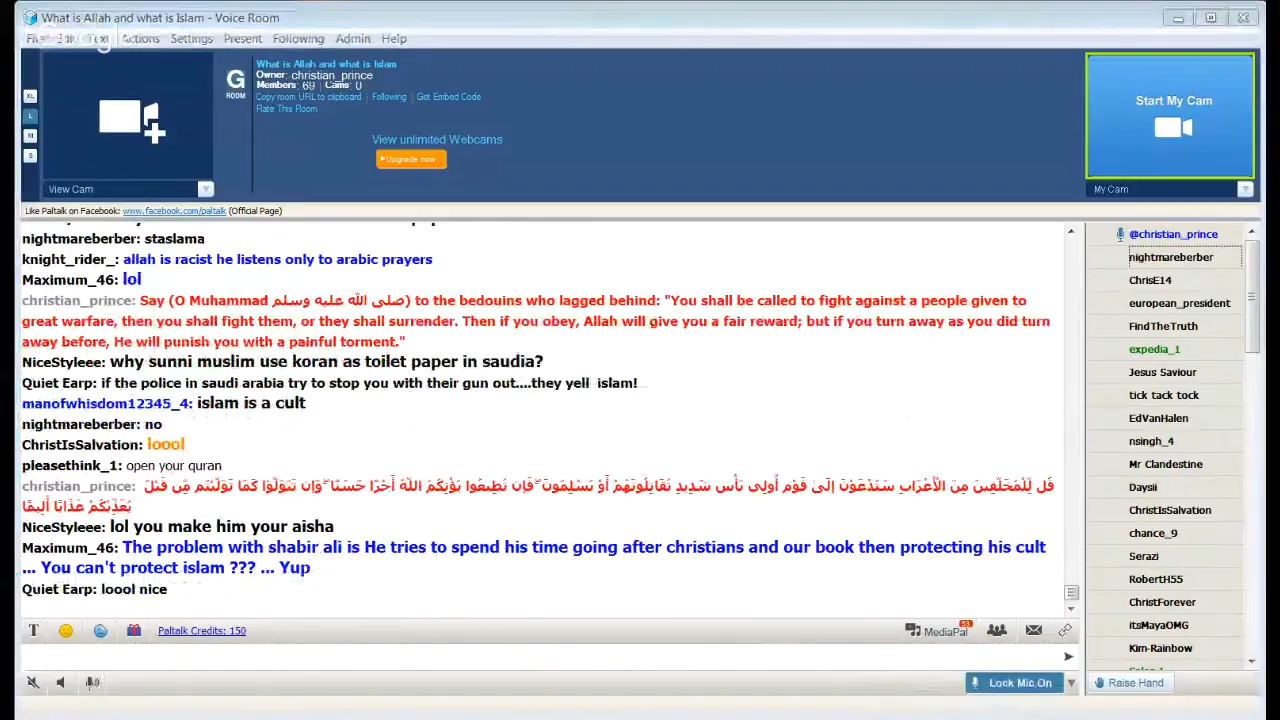 What is Allah and what is Islam - Voice Room
Edit Text Actions Settings Present Following Admin Help
What is Allah and what is Islam
Owner: christian_prince
Members: 69 | Cams: 0
Copy room URL to clipboard | Following | Get Embed Code
Rate This Room
G
ROOM
XL
L
M
S
View unlimited Webcams
Upgrade now
Start My Cam
View Cam
My Cam
Like Paltalk on Facebook: www.facebook.com/paltalk (Official Page)
nightmareberber: staslama
knight_rider_: allah is racist he listens only to arabic prayers
Maximum_46: lol
christian_prince: Say (O Muhammad صلى الله عليه وسلم) to the bedouins who lagged behind: "You shall be called to fight against a people given to
great warfare, then you shall fight them, or they shall surrender. Then if you obey, Allah will give you a fair reward; but if you turn away as you did turn
away before, He will punish you with a painful torment."
NiceStyleee: why sunni muslim use koran as toilet paper in saudia?
Quiet Earp: if the police in saudi arabia try to stop you with their gun out....they yell islam!
manofwhisdom12345_4: islam is a cult
nightmareberber: no
ChristIsSalvation: loool
pleasethink_1: open your quran
christian_prince: قُل لِّلْمُخَلَّفِينَ مِنَ الْأَعْرَابِ سَتُدْعَوْنَ إِلَىٰ قَوْمٍ أُولِي بَأْسٍ شَدِيدٍ تُقَاتِلُونَهُمْ أَوْ يُسْلِمُونَ ۖ فَإِن تُطِيعُوا يُؤْتِكُمُ اللَّهُ أَجْرًا حَسَنًا ۖ وَإِن تَتَوَلَّوْا كَمَا تَوَلَّيْتُم مِّن قَبْلُ
يُعَذِّبْكُمْ عَذَابًا أَلِيمًا
NiceStyleee: lol you make him your aisha
Maximum_46: The problem with shabir ali is He tries to spend his time going after christians and our book then protecting his cult
... You can't protect islam ??? ... Yup
Quiet Earp: loool nice
T
Paltalk Credits: 150
MediaPal
53
Lock Mic On
@christian_prince
nightmareberber
ChrisE14
european_president
FindTheTruth
expedia_1
Jesus Saviour
tick tack tock
EdVanHalen
nsingh_4
Mr Clandestine
Daysii
ChristIsSalvation
chance_9
Serazi
RobertH55
ChristForever
itsMayaOMG
Kim-Rainbow
Raise Hand